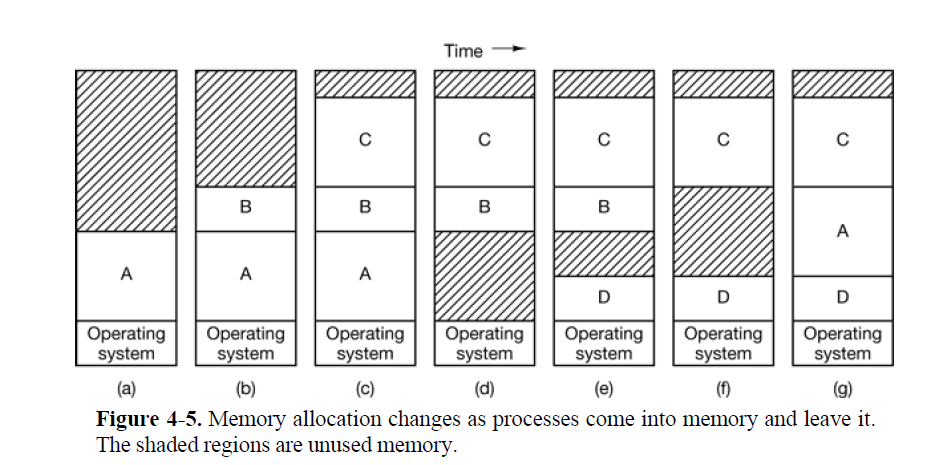 Time
A
Operating
system
(a)
B
A
Operating
system
(b)
C
B
A
Operating
system
(c)
C
B
Operating
system
(d)
C
B
D
Operating
system
(e)
C
D
Operating
system
(f)
C
A
D
Operating
system
(g)
Figure 4-5. Memory allocation changes as processes come into memory and leave it.
The shaded regions are unused memory.